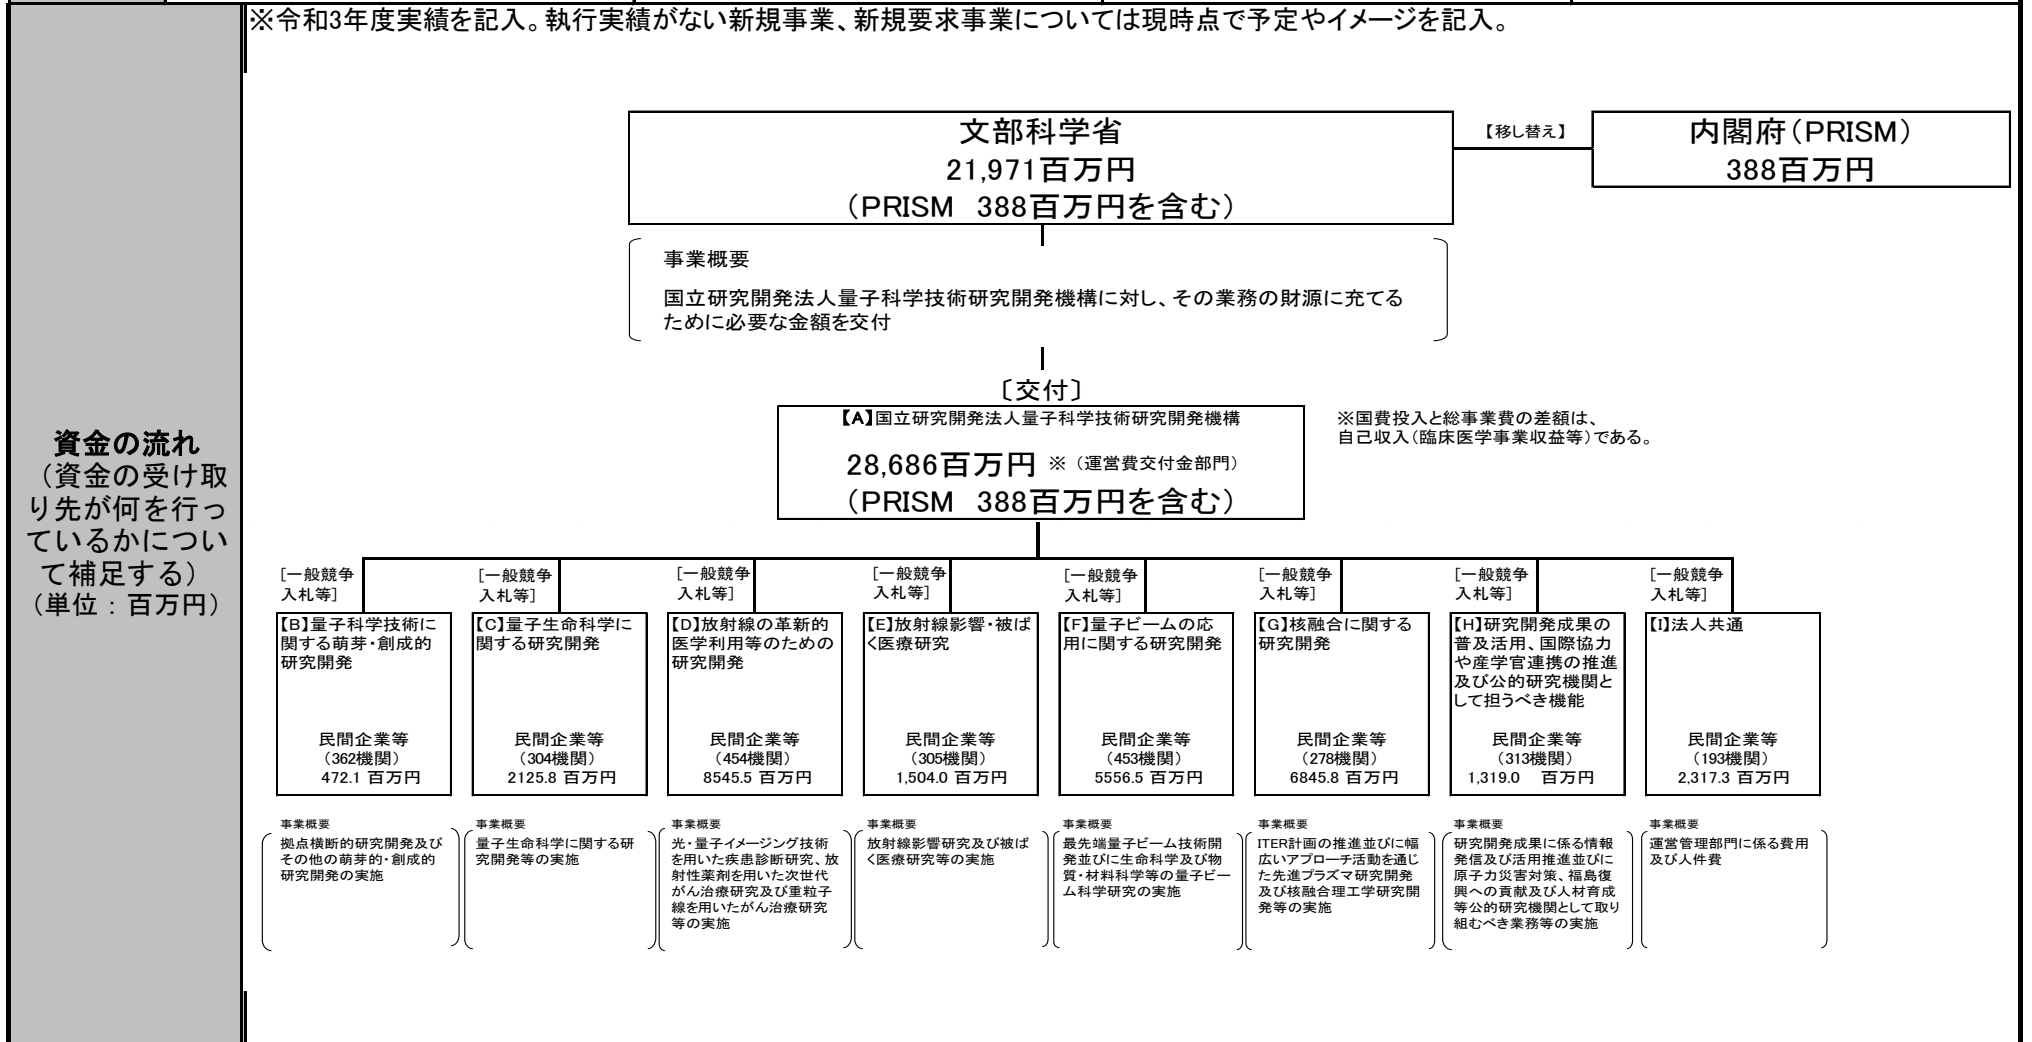 ※令和3年度実績を記入。執行実績がない新規事業、新規要求事業については現時点で予定やイメージを記入。
資金の流れ
（資金の受け取
り先が何を行っ
ているかについ
て補足する）
（単位：百万円）
文部科学省
21,971百万円
（PRISM　388百万円を含む）
【移し替え】
内閣府（PRISM）
388百万円
事業概要
国立研究開発法人量子科学技術研究開発機構に対し、その業務の財源に充てる
ために必要な金額を交付
〔交付〕
【A】国立研究開発法人量子科学技術研究開発機構
28,686百万円 ※（運営費交付金部門）
（PRISM　388百万円を含む）
※国費投入と総事業費の差額は、
自己収入（臨床医学事業収益等）である。
[一般競争
入札等]
【B】量子科学技術に
関する萌芽・創成的
研究開発
民間企業等
（362機関）
472.1 百万円
事業概要
拠点横断的研究開発及び
その他の萌芽的・創成的
研究開発の実施
[一般競争
入札等]
【C】量子生命科学に
関する研究開発
民間企業等
（304機関）
2125.8 百万円
事業概要
量子生命科学に関する研
究開発等の実施
[一般競争
入札等]
【D】放射線の革新的
医学利用等のための
研究開発
民間企業等
（454機関）
8545.5 百万円
事業概要
光・量子イメージング技術
を用いた疾患診断研究、放
射性薬剤を用いた次世代
がん治療研究及び重粒子
線を用いたがん治療研究
等の実施
[一般競争
入札等]
【E】放射線影響・被ば
く医療研究
民間企業等
（305機関）
1,504.0 百万円
事業概要
放射線影響研究及び被ば
く医療研究等の実施
[一般競争
入札等]
【F】量子ビームの応
用に関する研究開発
民間企業等
（453機関）
5556.5 百万円
事業概要
最先端量子ビーム技術開
発並びに生命科学及び物
質・材料科学等の量子ビー
ム科学研究の実施
[一般競争
入札等]
【G】核融合に関する
研究開発
民間企業等
（278機関）
6845.8 百万円
事業概要
ITER計画の推進並びに幅
広いアプローチ活動を通じ
た先進プラズマ研究開発
及び核融合理工学研究開
発等の実施
[一般競争
入札等]
【H】研究開発成果の
普及活用、国際協力
や産学官連携の推進
及び公的研究機関と
して担うべき機能
民間企業等
（313機関）
1,319.0　百万円
事業概要
研究開発成果に係る情報
発信及び活用推進並びに
原子力災害対策、福島復
興への貢献及び人材育成
等公的研究機関として取り
組むべき業務等の実施
[一般競争
入札等]
【I】法人共通
民間企業等
（193機関）
2,317.3 百万円
事業概要
運営管理部門に係る費用
及び人件費